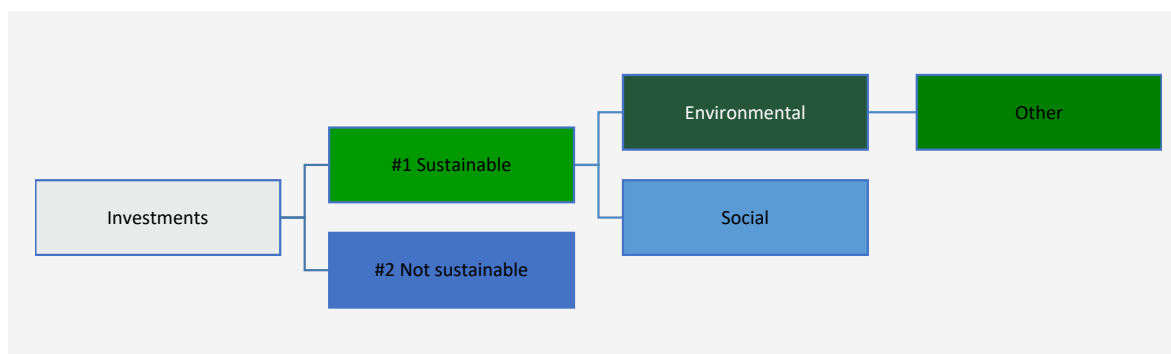 Environmental
Other
#1 Sustainable
Investments
Social
#2 Not sustainable